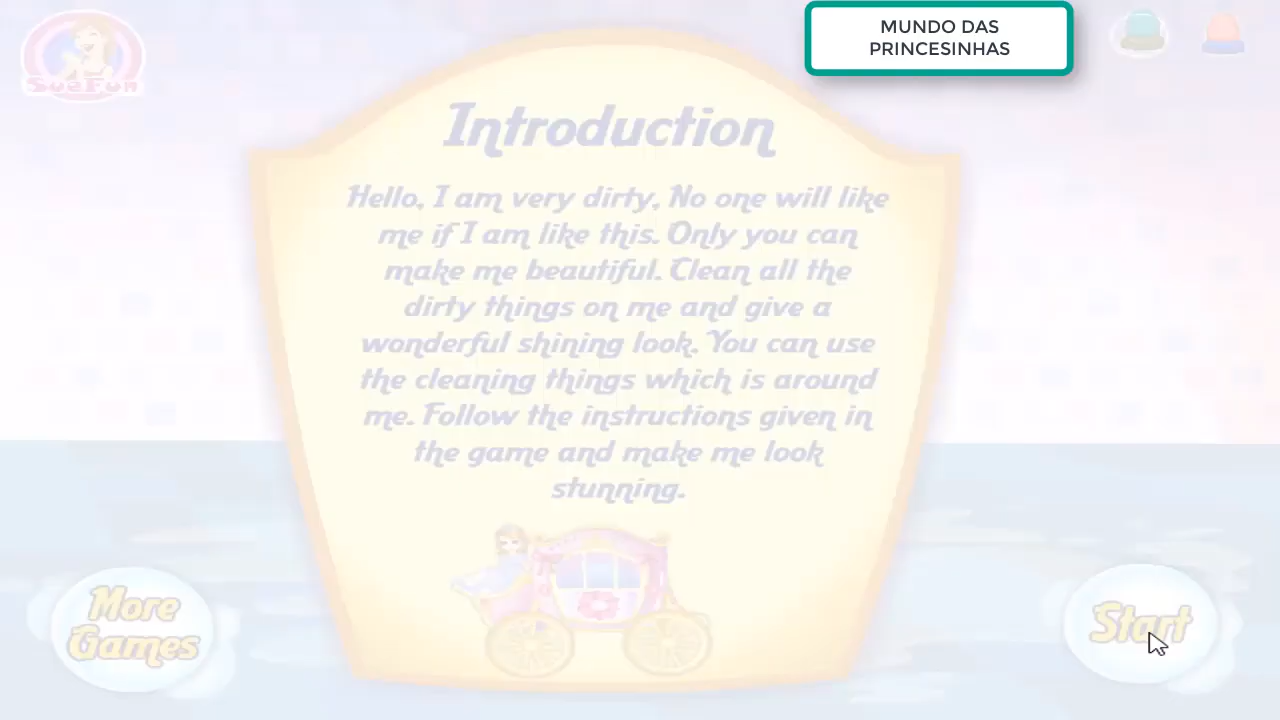 SueFun
MUNDO DAS
PRINCESINHAS
Introduction
Hello, I am very dirty, No one will like
me if I am like this. Only you can
make me beautiful. Clean all the
dirty things on me and give a
wonderful shining look. You can use
the cleaning things which is around
me. Follow the instructions given in
the game and make me look
stunning.
More
Games
Start